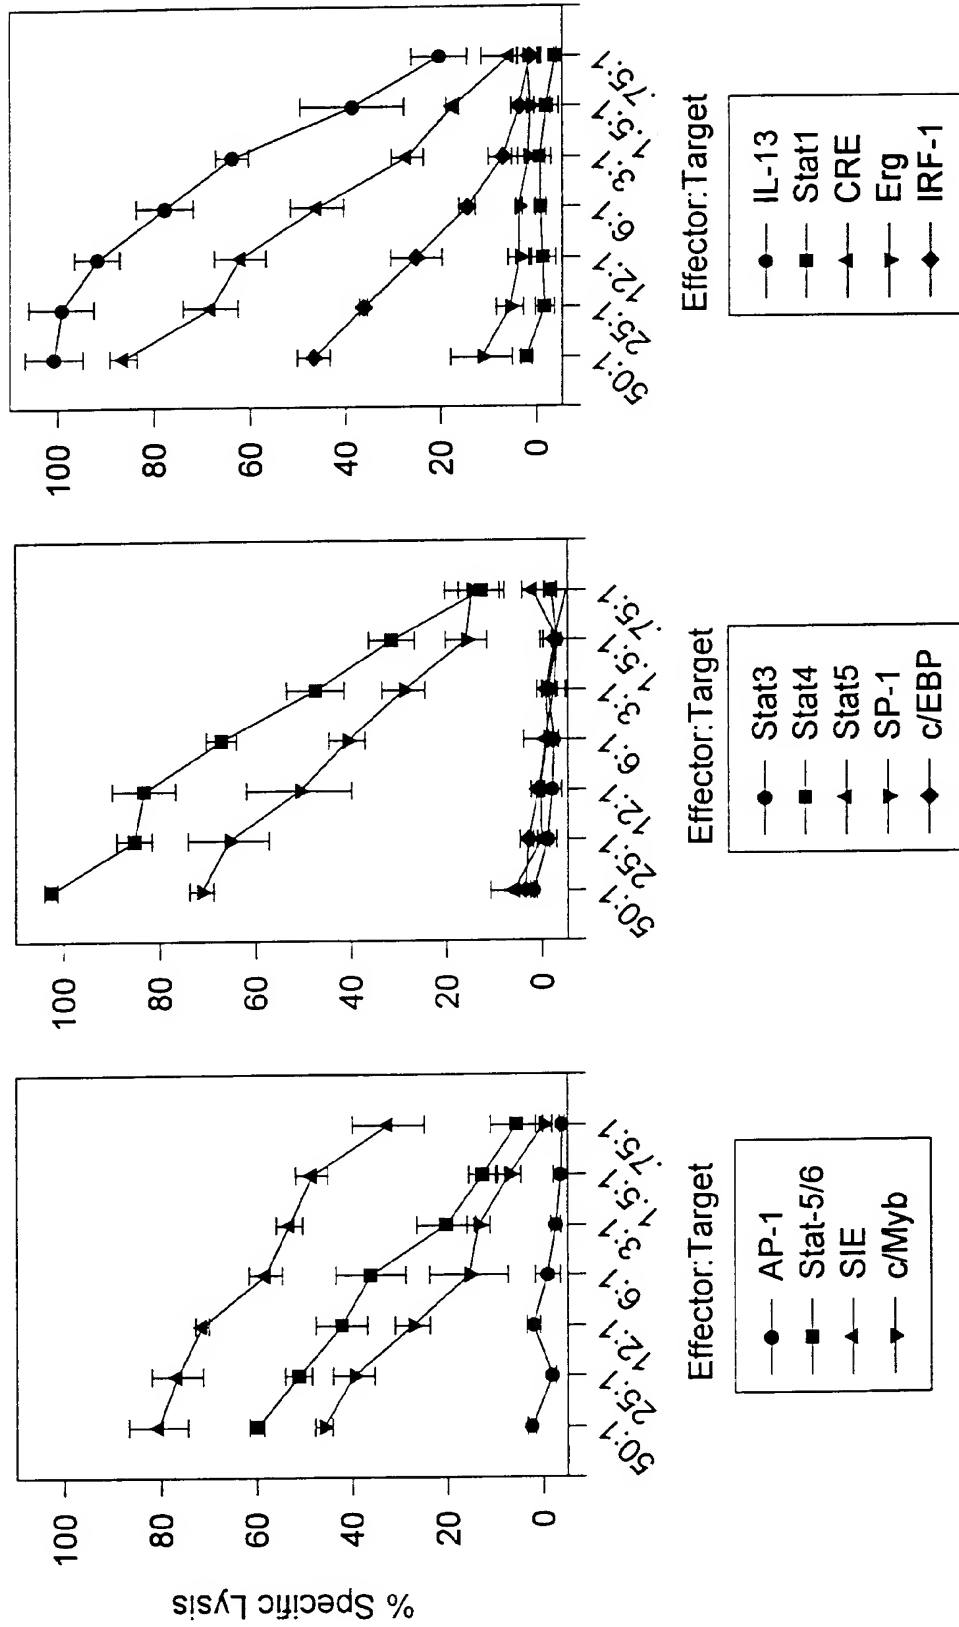 % Specific Lysis
100
80
60
40
20
0
50:1
25:1
12:1
6:1
3:1
1.5:1
.75:1
Effector:Target
AP-1
Stat-5/6
SIE
c/Myb
100
80
60
40
20
0
50:1
25:1
12:1
6:1
3:1
1.5:1
.75:1
Effector:Target
Stat3
Stat4
Stat5
SP-1
c/EBP
100
80
60
40
20
0
50:1
25:1
12:1
6:1
3:1
1.5:1
.75:1
Effector:Target
IL-13
Stat1
CRE
Erg
IRF-1